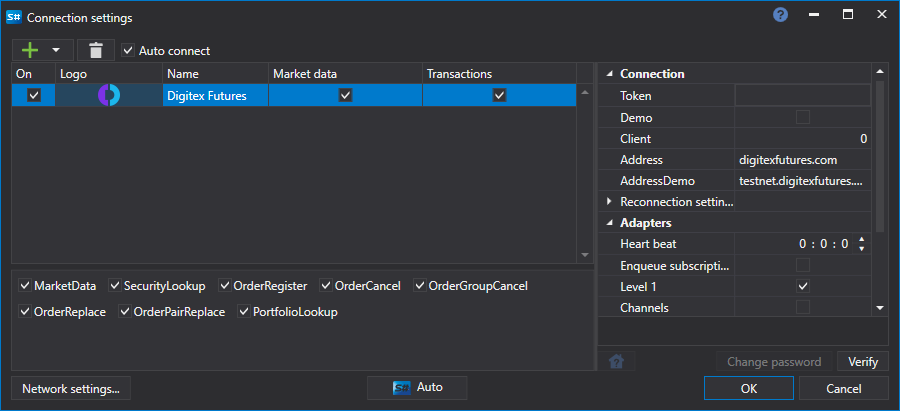 S# Connection settings ?
Auto connect
On Logo Name Market data Transactions
Digitex Futures
MarketData SecurityLookup OrderRegister OrderCancel OrderGroupCancel
OrderReplace OrderPairReplace PortfolioLookup
Connection
Token
Demo
Client 0
Address digitexfutures.com
AddressDemo testnet.digitexfutures....
Reconnection settin...
Adapters
Heart beat 0 : 0 : 0
Enqueue subscripti...
Level 1
Channels
? Change password Verify
Network settings... S# Auto OK Cancel